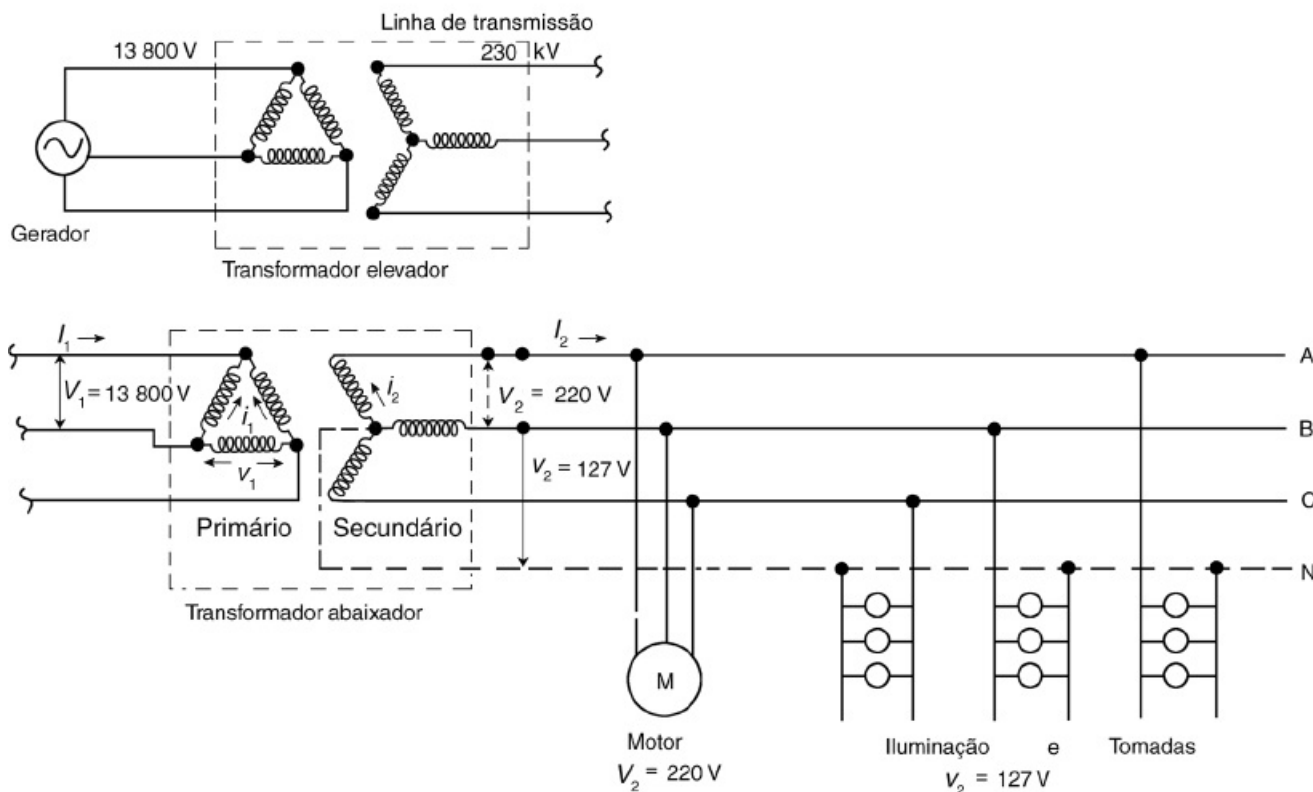 Linha de transmissão
13 800 V
230 kV
Gerador
Transformador elevador
I₁
I₂
A
V₁ = 13 800 V
i₁
v₁
i₂
V₂ = 220 V
B
v₂ = 127 V
C
Primário
Secundário
N
Transformador abaixador
M
Motor
V₂ = 220 V
Iluminação e Tomadas
v₂ = 127 V